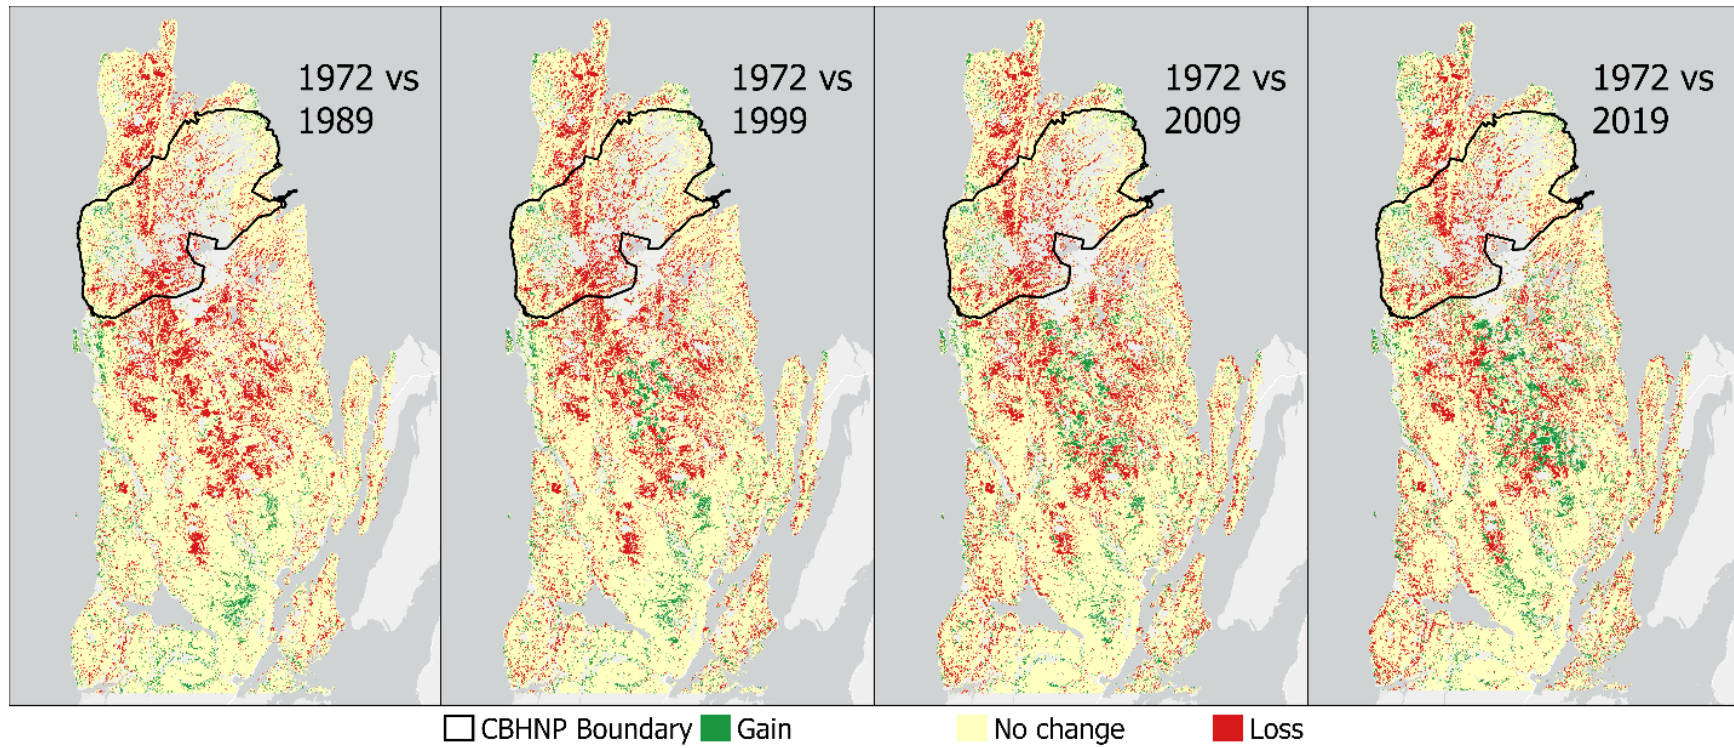 1972 vs
1989
1972 vs
1999
1972 vs
2009
1972 vs
2019
CBHNP Boundary Gain No change Loss